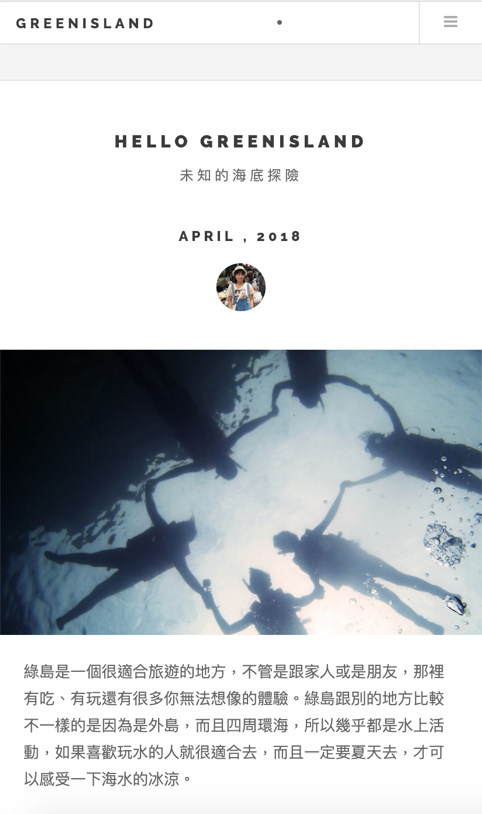 GREENISLAND
HELLO GREENISLAND
未知的海底探險
APRIL , 2018
綠島是一個很適合旅遊的地方，不管是跟家人或是朋友，那裡
有吃、有玩還有很多你無法想像的體驗。綠島跟別的地方比較
不一樣的是因為是外島，而且四周環海，所以幾乎都是水上活
動，如果喜歡玩水的人就很適合去，而且一定要夏天去，才可
以感受一下海水的冰涼。